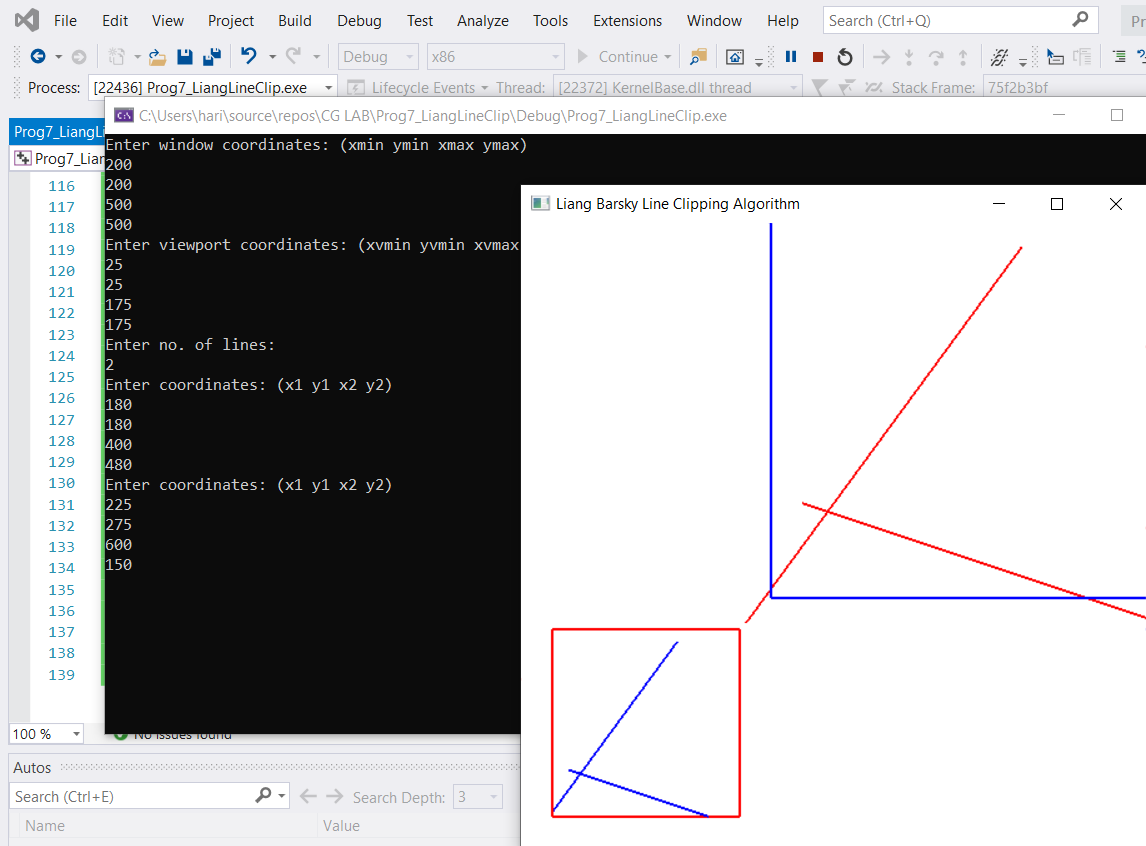 File Edit View Project Build Debug Test Analyze Tools Extensions Window Help Search (Ctrl+Q) Pr
Debug x86 Continue
Process: [22436] Prog7_LiangLineClip.exe Lifecycle Events Thread: [22372] KernelBase.dll thread Stack Frame: 75f2b3bf
C:\Users\hari\source\repos\CG LAB\Prog7_LiangLineClip\Debug\Prog7_LiangLineClip.exe
Prog7_LiangLi
Prog7_Lian
116
117
118
119
120
121
122
123
124
125
126
127
128
129
130
131
132
133
134
135
136
137
138
139
Enter window coordinates: (xmin ymin xmax ymax)
200
200
500
500
Enter viewport coordinates: (xvmin yvmin xvmax
25
25
175
175
Enter no. of lines:
2
Enter coordinates: (x1 y1 x2 y2)
180
180
400
480
Enter coordinates: (x1 y1 x2 y2)
225
275
600
150
Liang Barsky Line Clipping Algorithm
100 % No issues found
Autos
Search (Ctrl+E) Search Depth: 3
Name Value